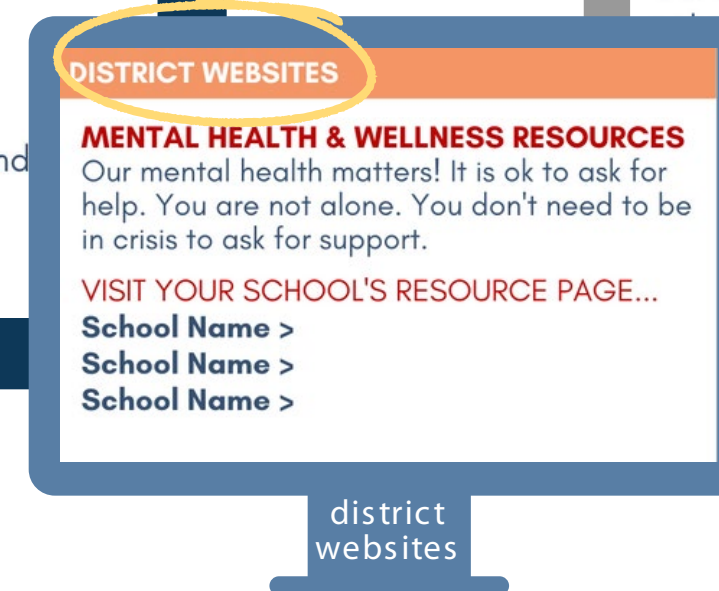 DISTRICT WEBSITES
MENTAL HEALTH & WELLNESS RESOURCES
Our mental health matters! It is ok to ask for
help. You are not alone. You don't need to be
in crisis to ask for support.
VISIT YOUR SCHOOL'S RESOURCE PAGE...
School Name >
School Name >
School Name >
district
websites